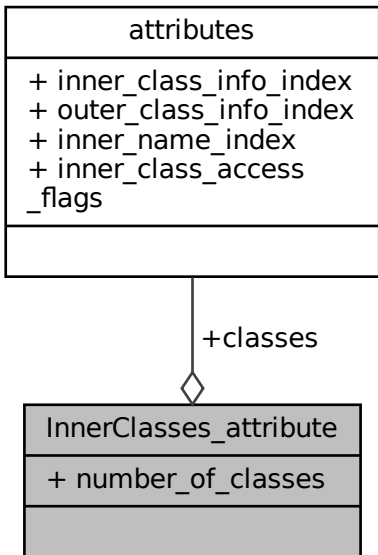 attributes
+ inner_class_info_index
+ outer_class_info_index
+ inner_name_index
+ inner_class_access
_flags
+classes
InnerClasses_attribute
+ number_of_classes